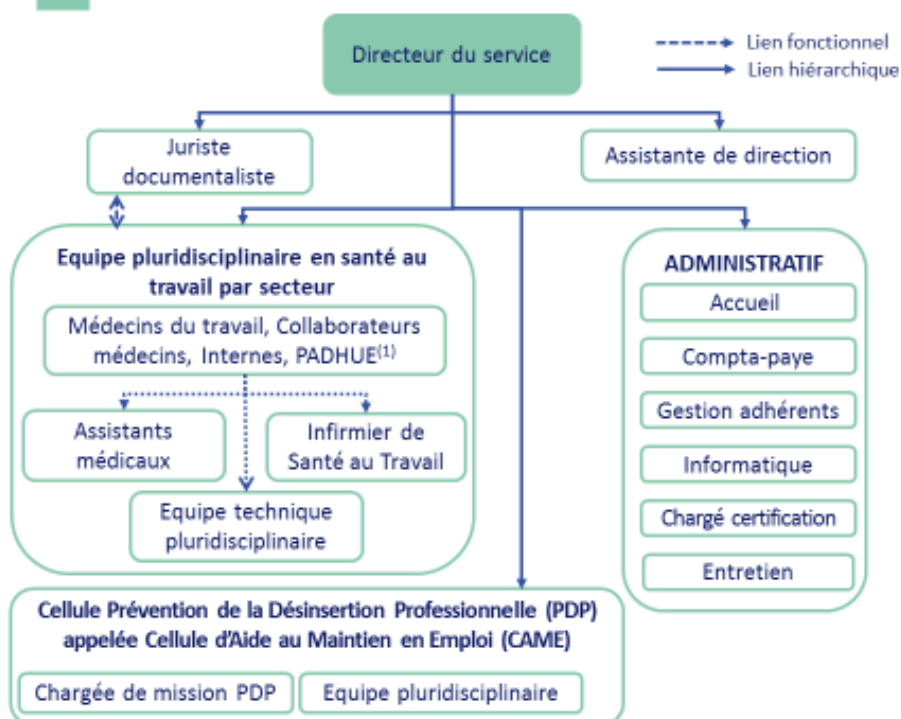 Directeur du service
Lien fonctionnel
Lien hiérarchique
Juriste
documentaliste
Assistante de direction
Equipe pluridisciplinaire en santé au
travail par secteur
Médecins du travail, Collaborateurs
médecins, Internes, PADHUE(1)
Assistants
médicaux
Infirmier de
Santé au Travail
Equipe technique
pluridisciplinaire
ADMINISTRATIF
Accueil
Compta-paye
Gestion adhérents
Informatique
Chargé certification
Entretien
Cellule Prévention de la Désinsertion Professionnelle (PDP)
appelée Cellule d'Aide au Maintien en Emploi (CAME)
Chargée de mission PDP
Equipe pluridisciplinaire